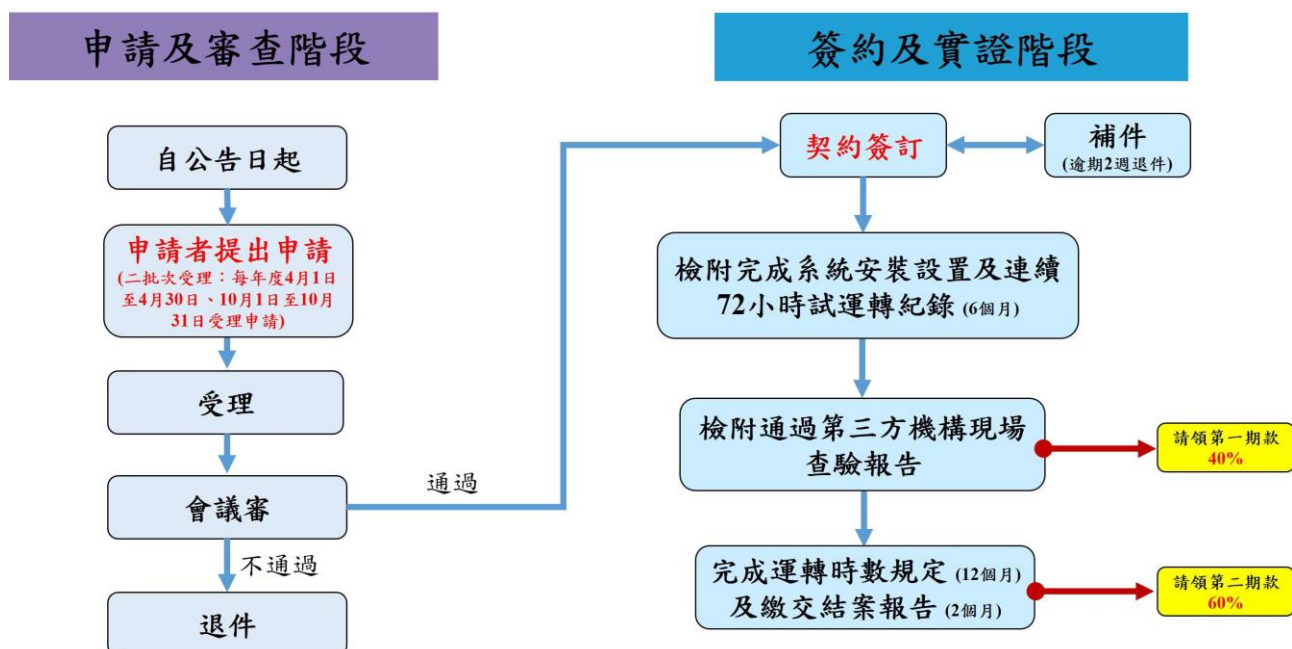 申請及審查階段
自公告日起
申請者提出申請
(二批次受理：每年度4月1日
至4月30日、10月1日至10月
31日受理申請)
受理
會議審
通過
不通過
退件
簽約及實證階段
契約簽訂
補件
(逾期2週退件)
檢附完成系統安裝設置及連續
72小時試運轉紀錄 (6個月)
檢附通過第三方機構現場
查驗報告
請領第一期款
40%
完成運轉時數規定 (12個月)
及繳交結案報告 (2個月)
請領第二期款
60%